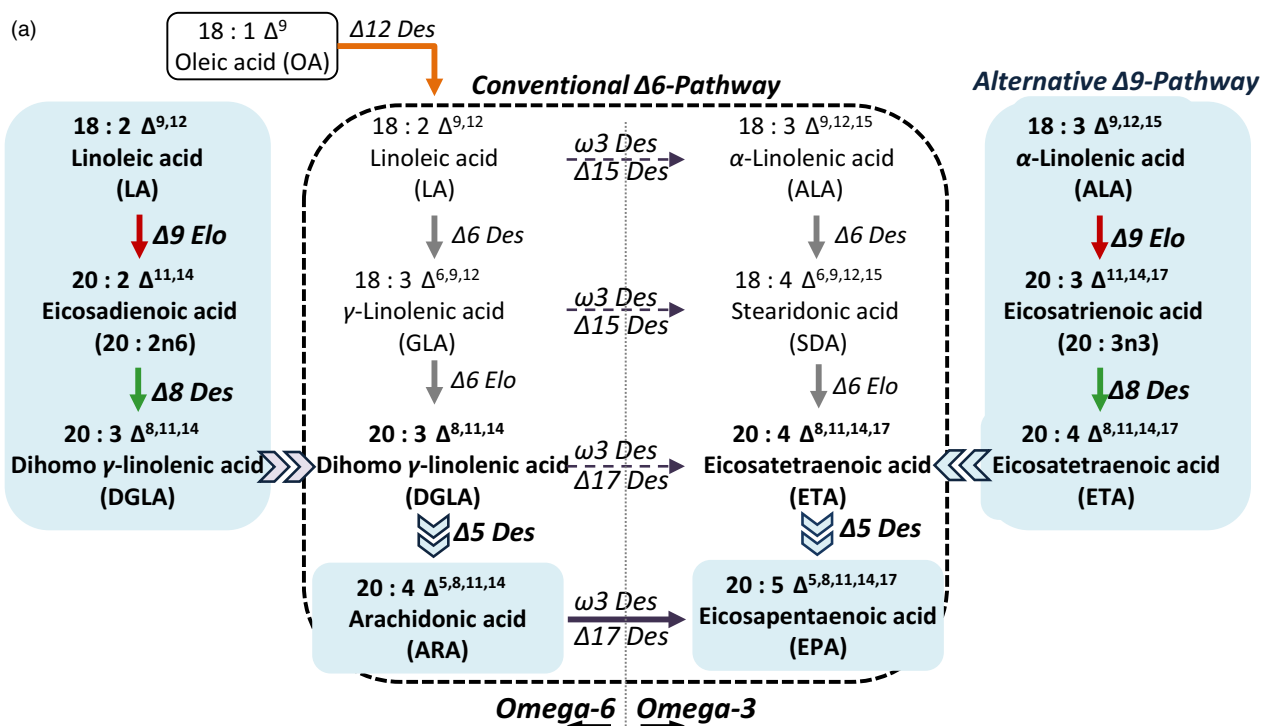 (a)
18 : 1 Δ⁹
Oleic acid (OA)
Δ12 Des
Conventional Δ6-Pathway
Alternative Δ9-Pathway
18 : 2 Δ⁹,¹²
Linoleic acid
(LA)
Δ9 Elo
20 : 2 Δ¹¹,¹⁴
Eicosadienoic acid
(20 : 2n6)
Δ8 Des
20 : 3 Δ⁸,¹¹,¹⁴
Dihomo γ-linolenic acid
(DGLA)
18 : 2 Δ⁹,¹²
Linoleic acid
(LA)
Δ6 Des
18 : 3 Δ⁶,⁹,¹²
γ-Linolenic acid
(GLA)
Δ6 Elo
20 : 3 Δ⁸,¹¹,¹⁴
Dihomo γ-linolenic acid
(DGLA)
Δ5 Des
20 : 4 Δ⁵,⁸,¹¹,¹⁴
Arachidonic acid
(ARA)
ω3 Des
Δ15 Des
ω3 Des
Δ15 Des
ω3 Des
Δ17 Des
ω3 Des
Δ17 Des
18 : 3 Δ⁹,¹²,¹⁵
α-Linolenic acid
(ALA)
Δ6 Des
18 : 4 Δ⁶,⁹,¹²,¹⁵
Stearidonic acid
(SDA)
Δ6 Elo
20 : 4 Δ⁸,¹¹,¹⁴,¹⁷
Eicosatetraenoic acid
(ETA)
Δ5 Des
20 : 5 Δ⁵,⁸,¹¹,¹⁴,¹⁷
Eicosapentaenoic acid
(EPA)
18 : 3 Δ⁹,¹²,¹⁵
α-Linolenic acid
(ALA)
Δ9 Elo
20 : 3 Δ¹¹,¹⁴,¹⁷
Eicosatrienoic acid
(20 : 3n3)
Δ8 Des
20 : 4 Δ⁸,¹¹,¹⁴,¹⁷
Eicosatetraenoic acid
(ETA)
Omega-6
Omega-3